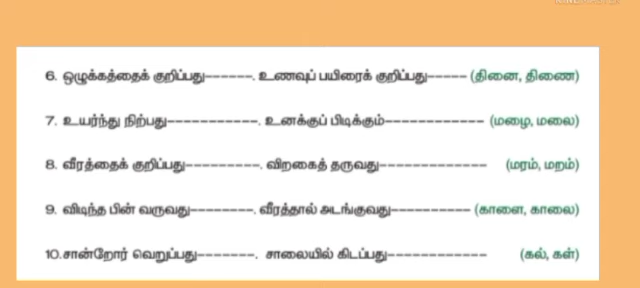 6. ஒழுக்கத்தைக் குறிப்பது------. உணவுப் பயிரைக் குறிப்பது----- (தினை, திணை)
7. உயர்ந்து நிற்பது-----------. உனக்குப் பிடிக்கும்------------ (மழை, மலை)
8. வீரத்தைக் குறிப்பது---------. விறகைத் தருவது------------- (மரம், மறம்)
9. விடிந்த பின் வருவது--------. வீரத்தால் அடங்குவது---------- (காளை, காலை)
10.சான்றோர் வெறுப்பது-------. சாலையில் கிடப்பது------------ (கல், கள்)